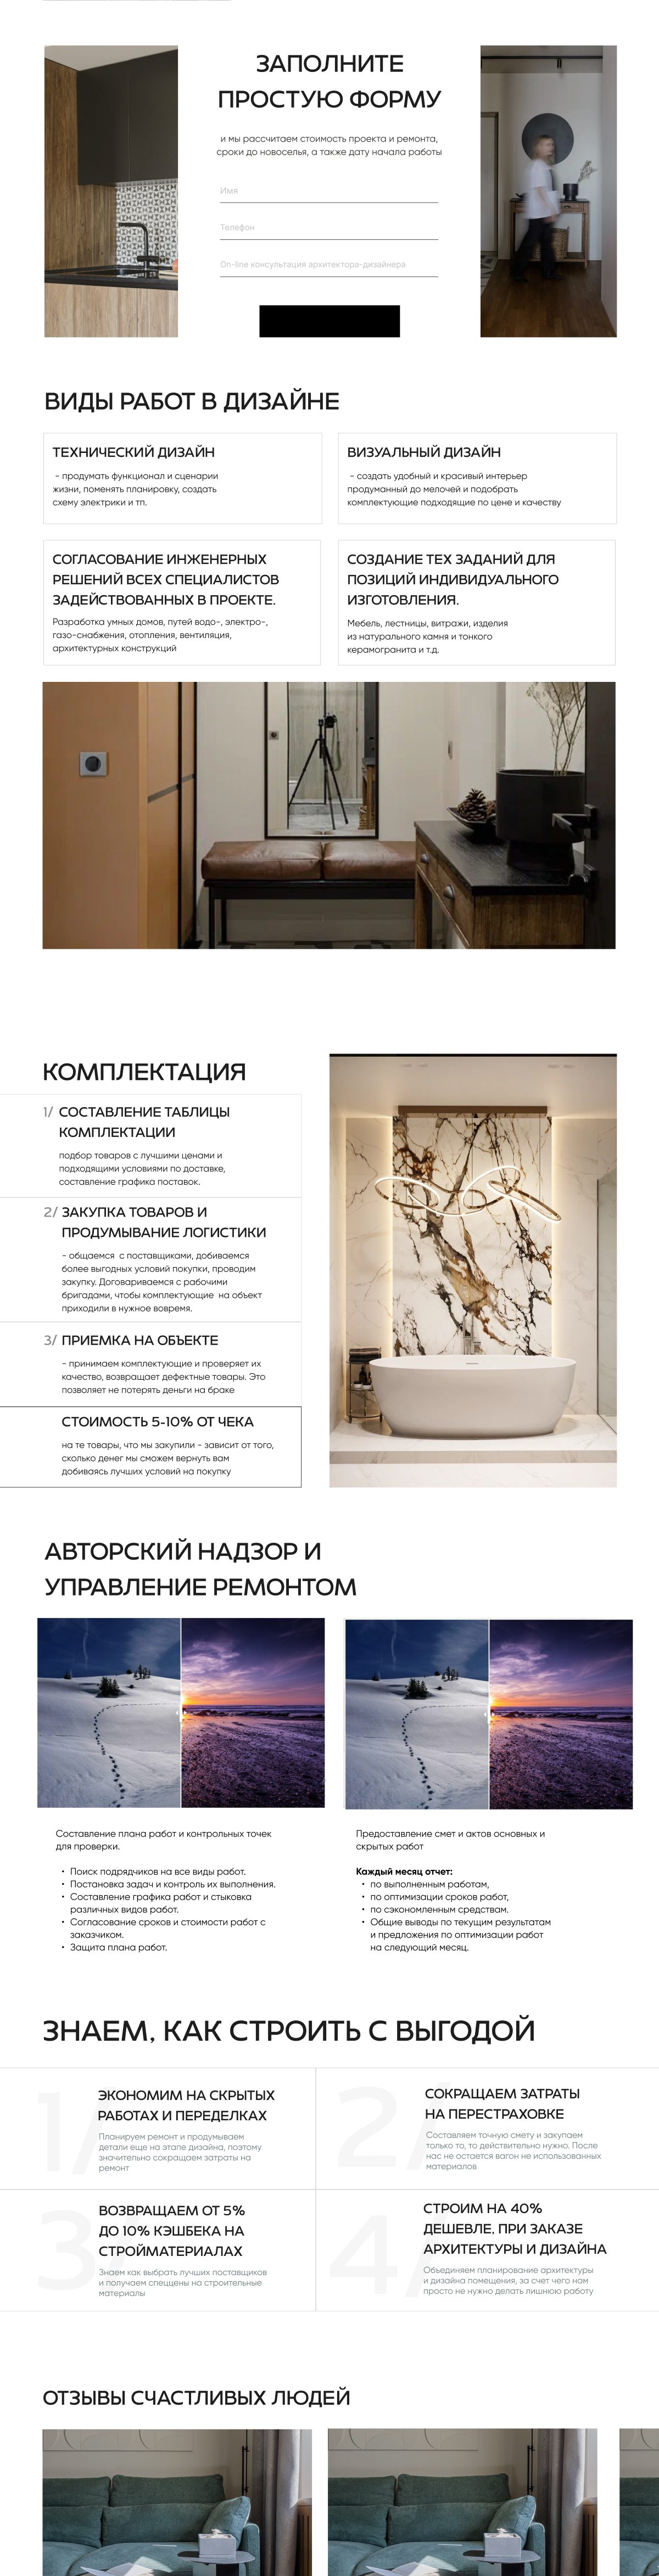 ЗАПОЛНИТЕ
ПРОСТУЮ ФОРМУ
и мы рассчитаем стоимость проекта и ремонта,
сроки до новоселья, а также дату начала работы
Имя
Телефон
On-line консультация архитектора-дизайнера
ВИДЫ РАБОТ В ДИЗАЙНЕ
ТЕХНИЧЕСКИЙ ДИЗАЙН
- продумать функционал и сценарии
жизни, поменять планировку, создать
схему электрики и тп.
ВИЗУАЛЬНЫЙ ДИЗАЙН
- создать удобный и красивый интерьер
продуманный до мелочей и подобрать
комплектующие подходящие по цене и качеству
СОГЛАСОВАНИЕ ИНЖЕНЕРНЫХ
РЕШЕНИЙ ВСЕХ СПЕЦИАЛИСТОВ
ЗАДЕЙСТВОВАННЫХ В ПРОЕКТЕ.
Разработка умных домов, путей водо-, электро-,
газо-снабжения, отопления, вентиляция,
архитектурных конструкций
СОЗДАНИЕ ТЕХ ЗАДАНИЙ ДЛЯ
ПОЗИЦИЙ ИНДИВИДУАЛЬНОГО
ИЗГОТОВЛЕНИЯ.
Мебель, лестницы, витражи, изделия
из натурального камня и тонкого
керамогранита и т.д.
КОМПЛЕКТАЦИЯ
1/ СОСТАВЛЕНИЕ ТАБЛИЦЫ
КОМПЛЕКТАЦИИ
подбор товаров с лучшими ценами и
подходящими условиями по доставке,
составление графика поставок.
2/ ЗАКУПКА ТОВАРОВ И
ПРОДУМЫВАНИЕ ЛОГИСТИКИ
- общаемся с поставщиками, добиваемся
более выгодных условий покупки, проводим
закупку. Договариваемся с рабочими
бригадами, чтобы комплектующие на объект
приходили в нужное вовремя.
3/ ПРИЕМКА НА ОБЪЕКТЕ
- принимаем комплектующие и проверяет их
качество, возвращает дефектные товары. Это
позволяет не потерять деньги на браке
СТОИМОСТЬ 5-10% ОТ ЧЕКА
на те товары, что мы закупили - зависит от того,
сколько денег мы сможем вернуть вам
добиваясь лучших условий на покупку
АВТОРСКИЙ НАДЗОР И
УПРАВЛЕНИЕ РЕМОНТОМ
Составление плана работ и контрольных точек
для проверки.
• Поиск подрядчиков на все виды работ.
• Постановка задач и контроль их выполнения.
• Составление графика работ и стыковка
различных видов работ.
• Согласование сроков и стоимости работ с
заказчиком.
• Защита плана работ.
Предоставление смет и актов основных и
скрытых работ
Каждый месяц отчет:
• по выполненным работам,
• по оптимизации сроков работ,
• по сэкономленным средствам.
• Общие выводы по текущим результатам
и предложения по оптимизации работ
на следующий месяц.
ЗНАЕМ, КАК СТРОИТЬ С ВЫГОДОЙ
1/
ЭКОНОМИМ НА СКРЫТЫХ
РАБОТАХ И ПЕРЕДЕЛКАХ
Планируем ремонт и продумываем
детали еще на этапе дизайна, поэтому
значительно сокращаем затраты на
ремонт
2/
СОКРАЩАЕМ ЗАТРАТЫ
НА ПЕРЕСТРАХОВКЕ
Составляем точную смету и закупаем
только то, то действительно нужно. После
нас не остается вагон не использованных
материалов
3/
ВОЗВРАЩАЕМ ОТ 5%
ДО 10% КЭШБЕКА НА
СТРОЙМАТЕРИАЛАХ
Знаем как выбрать лучших поставщиков
и получаем спеццены на строительные
материалы
4/
СТРОИМ НА 40%
ДЕШЕВЛЕ, ПРИ ЗАКАЗЕ
АРХИТЕКТУРЫ И ДИЗАЙНА
Объединяем планирование архитектуры
и дизайна помещения, за счет чего нам
просто не нужно делать лишнюю работу
ОТЗЫВЫ СЧАСТЛИВЫХ ЛЮДЕЙ